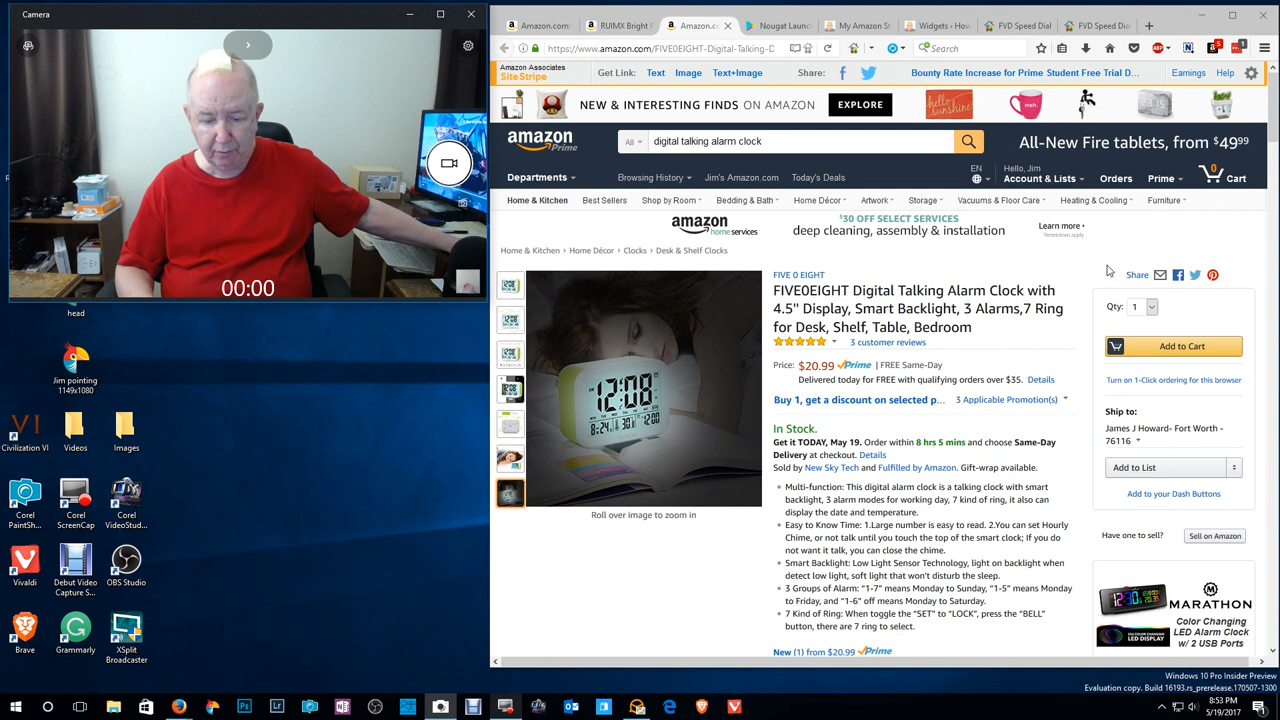 Camera
00:00
R
head
Jim pointing
1149x1080
VI
Civilization VI
Videos
Images
Corel
PaintSh...
Corel
ScreenCap
Corel
VideoStud...
Vivaldi
Debut Video
Capture S...
OBS Studio
Brave
Grammarly
XSplit
Broadcaster
Amazon.com:
RUIMX Bright
Amazon.co
Nougat Launc
My Amazon St
Widgets ‹ How
FVD Speed Dial
FVD Speed Dia
https://www.amazon.com/FIVE0EIGHT-Digital-Talking-D
Search
Amazon Associates
Site Stripe
Get Link: Text Image Text+Image
Share:
Bounty Rate Increase for Prime Student Free Trial D...
Earnings Help
NEW & INTERESTING FINDS ON AMAZON EXPLORE
hello sunshine
meh.
amazon Prime
All digital talking alarm clock
All-New Fire tablets, from $49.99
Departments
Browsing History Jim's Amazon.com Today's Deals
EN
Hello, Jim
Account & Lists
Orders
Prime
0
Cart
Home & Kitchen Best Sellers Shop by Room Bedding & Bath Home Décor Artwork Storage Vacuums & Floor Care Heating & Cooling Furniture
amazon
home services
$30 OFF SELECT SERVICES
deep cleaning, assembly & installation
Learn more ›
*restrictions apply
Home & Kitchen › Home Décor › Clocks › Desk & Shelf Clocks
FIVE 0 EIGHT
FIVE0EIGHT Digital Talking Alarm Clock with
4.5" Display, Smart Backlight, 3 Alarms,7 Ring
for Desk, Shelf, Table, Bedroom
3 customer reviews
Price: $20.99 Prime | FREE Same-Day
Delivered today for FREE with qualifying orders over $35. Details
Buy 1, get a discount on selected p... 3 Applicable Promotion(s)
In Stock.
Get it TODAY, May 19. Order within 8 hrs 5 mins and choose Same-Day
Delivery at checkout. Details
Sold by New Sky Tech and Fulfilled by Amazon. Gift-wrap available.
Multi-function: This digital alarm clock is a talking clock with smart
backlight, 3 alarm modes for working day, 7 kind of ring, it also can
display the date and temperature.
Easy to Know Time: 1.Large number is easy to read. 2.You can set Hourly
Chime, or not talk until you touch the top of the smart clock; If you do
not want it talk, you can close the chime.
Smart Backlight: Low Light Sensor Technology, light on backlight when
detect low light, soft light that won't disturb the sleep.
3 Groups of Alarm: “1-7” means Monday to Sunday, “1-5” means Monday
to Friday, and “1-6” off means Monday to Saturday.
7 Kind of Ring: When toggle the “SET” to “LOCK”, press the “BELL”
button, there are 7 ring to select.
New (1) from $20.99 Prime
12:08
Roll over image to zoom in
Share
Qty: 1
Add to Cart
Turn on 1-Click ordering for this browser
Ship to:
James J Howard- Fort Worth -
76116
Add to List
Add to your Dash Buttons
Have one to sell? Sell on Amazon
MARATHON
Color Changing
LED Alarm Clock
w/ 2 USB Ports
Windows 10 Pro Insider Preview
Evaluation copy. Build 16193.rs_prerelease.170507-1300
8:53 PM
5/19/2017